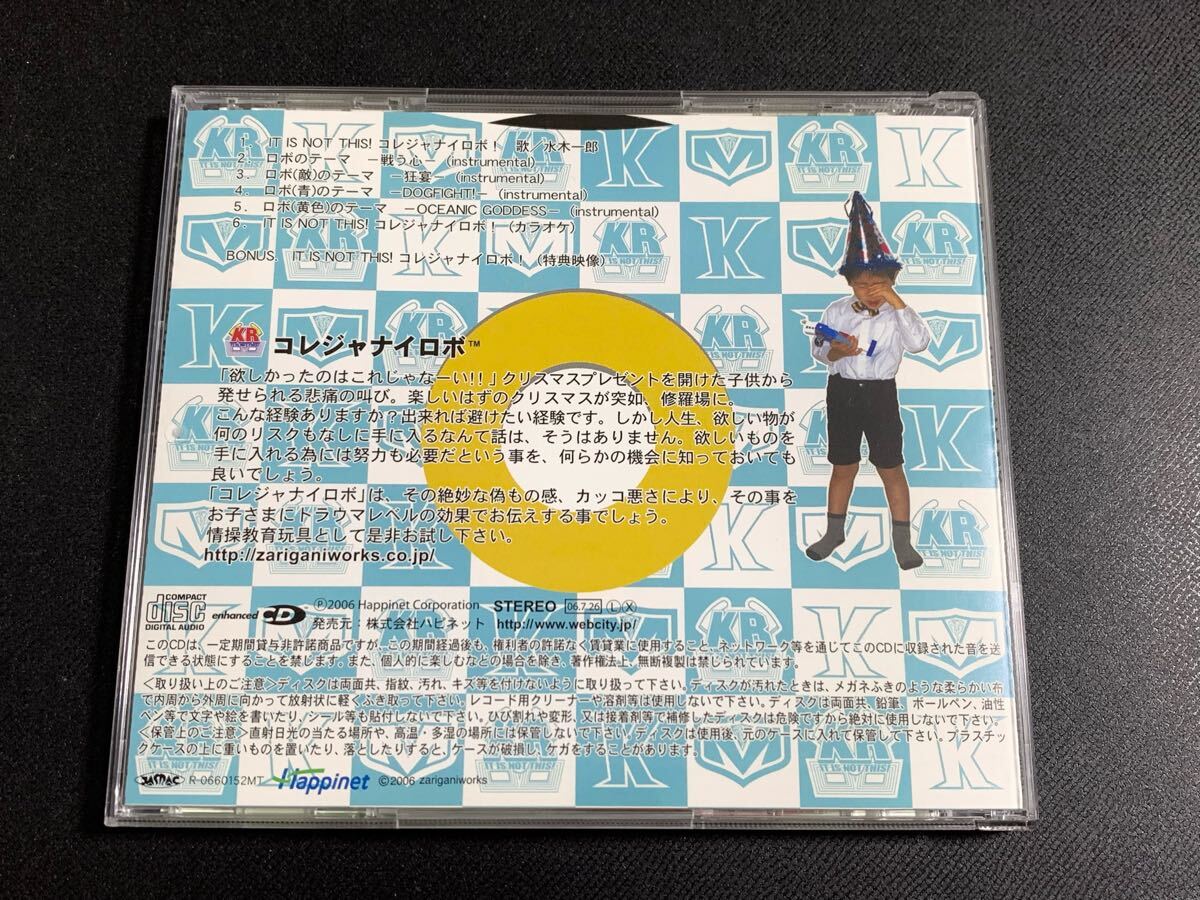 1. IT IS NOT THIS! コレジャナイロボ! 歌/水木一郎
2. ロボのテーマ －戦う心－ (instrumental)
3. ロボ(敵)のテーマ －狂宴－ (instrumental)
4. ロボ(青)のテーマ －DOGFIGHT!－ (instrumental)
5. ロボ(黄色)のテーマ －OCEANIC GODDESS－ (instrumental)
6. IT IS NOT THIS! コレジャナイロボ! (カラオケ)
BONUS. IT IS NOT THIS! コレジャナイロボ! (特典映像)
KR コレジャナイロボ™
「欲しかったのはこれじゃなーい!!」クリスマスプレゼントを開けた子供から
発せられる悲痛の叫び。楽しいはずのクリスマスが突如、修羅場に。
こんな経験ありますか?出来れば避けたい経験です。しかし人生、欲しい物が
何のリスクもなしに手に入るなんて話は、そうはありません。欲しいものを
手に入れる為には努力も必要だという事を、何らかの機会に知っておいても
良いでしょう。
「コレジャナイロボ」は、その絶妙な偽もの感、カッコ悪さにより、その事を
お子さまにトラウマレベルの効果でお伝えする事でしょう。
情操教育玩具として是非お試し下さい。
http://zariganiworks.co.jp/
COMPACT disc DIGITAL AUDIO enhanced CD ℗2006 Happinet Corporation STEREO 06.7.26 Ⓛ Ⓧ
発売元:株式会社ハピネット http://www.webcity.jp/
このCDは、一定期間貸与非許諾商品ですが、この期間経過後も、権利者の許諾なく賃貸業に使用すること、ネットワーク等を通じてこのCDに収録された音を送
信できる状態にすることを禁じます。また、個人的に楽しむなどの場合を除き、著作権法上、無断複製は禁じられています。
<取り扱い上のご注意>ディスクは両面共、指紋、汚れ、キズ等を付けないように取り扱って下さい。ディスクが汚れたときは、メガネふきのような柔らかい布
で内周から外周に向かって放射状に軽くふき取って下さい。レコード用クリーナーや溶剤等は使用しないで下さい。ディスクは両面共、鉛筆、ボールペン、油性
ペン等で文字や絵を書いたり、シール等も貼付しないで下さい。ひび割れや変形、又は接着剤等で補修したディスクは危険ですから絶対に使用しないで下さい。
<保管上のご注意>直射日光の当たる場所や、高温・多湿の場所には保管しないで下さい。ディスクは使用後、元のケースに入れて保管して下さい。プラスチッ
クケースの上に重いものを置いたり、落としたりすると、ケースが破損し、ケガをすることがあります。
JASRAC R-0660152MT Happinet ©2006 zariganiworks